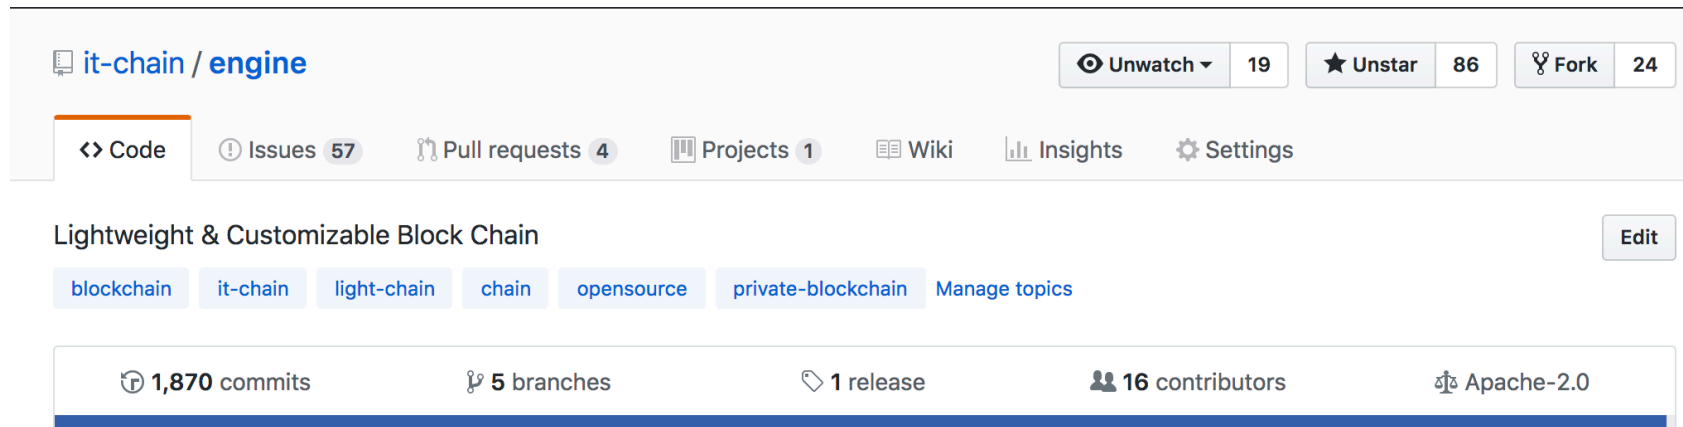 it-chain / engine Unwatch 19 Unstar 86 Fork 24
Code Issues 57 Pull requests 4 Projects 1 Wiki Insights Settings
Lightweight & Customizable Block Chain Edit
blockchain it-chain light-chain chain opensource private-blockchain Manage topics
1,870 commits 5 branches 1 release 16 contributors Apache-2.0